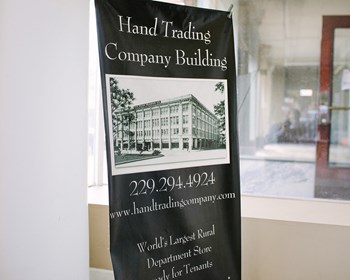 Hand Trading
Company Building
229.294.4924
www.handtradingcompany.com
World's Largest Rural
Department Store
for Tenants